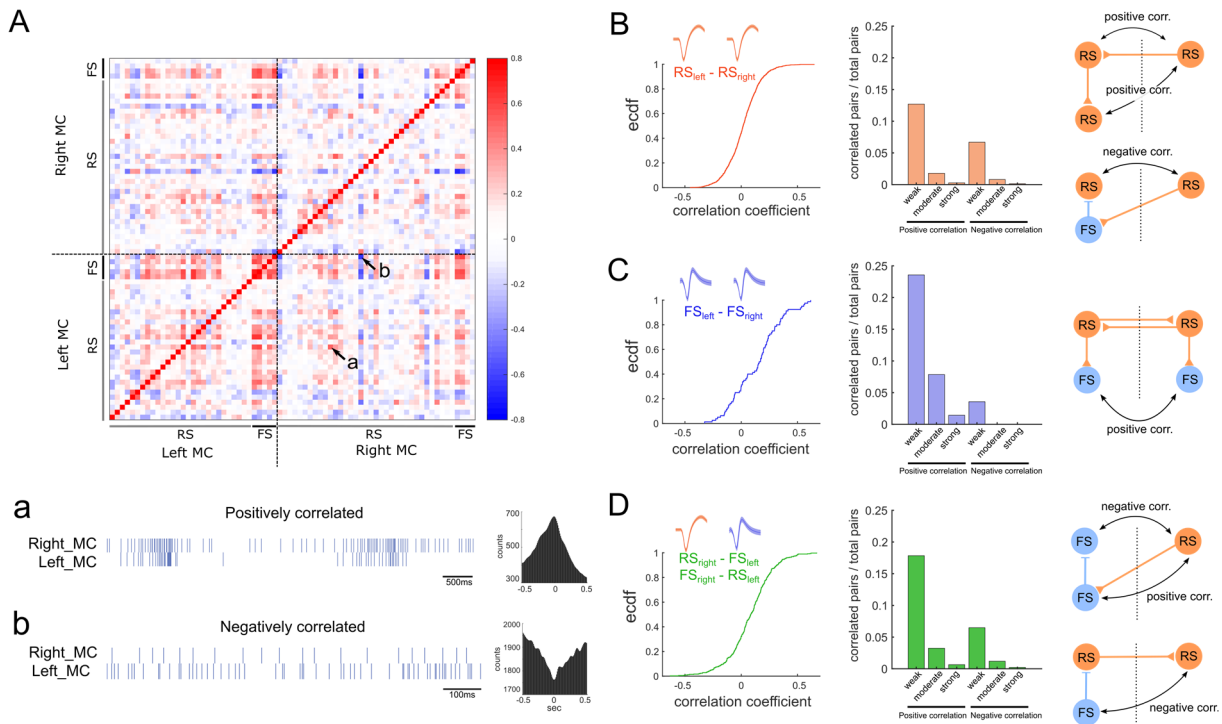 A
FS
RS
Right MC
FS
RS
Left MC
RS
FS
RS
FS
Left MC
Right MC
b
a
0.8
0.6
0.4
0.2
0
-0.2
-0.4
-0.6
-0.8
a
Positively correlated
Right_MC
Left_MC
500ms
700
500
300
counts
-0.5
0
0.5
b
Negatively correlated
Right_MC
Left_MC
100ms
2000
1900
1800
1700
counts
-0.5
0
0.5
sec
B
RSleft - RSright
1
0.8
0.6
0.4
0.2
0
ecdf
-0.5
0
0.5
correlation coefficient
correlated pairs / total pairs
0.25
0.2
0.15
0.1
0.05
0
weak
moderate
strong
weak
moderate
strong
Positive correlation
Negative correlation
positive corr.
RS
RS
positive corr.
RS
negative corr.
RS
RS
FS
C
FSleft - FSright
1
0.8
0.6
0.4
0.2
0
ecdf
-0.5
0
0.5
correlation coefficient
correlated pairs / total pairs
0.25
0.2
0.15
0.1
0.05
0
weak
moderate
strong
weak
moderate
strong
Positive correlation
Negative correlation
RS
RS
FS
FS
positive corr.
D
RSright - FSleft
FSright - RSleft
1
0.8
0.6
0.4
0.2
0
ecdf
-0.5
0
0.5
correlation coefficient
correlated pairs / total pairs
0.25
0.2
0.15
0.1
0.05
0
weak
moderate
strong
weak
moderate
strong
Positive correlation
Negative correlation
negative corr.
FS
RS
FS
positive corr.
RS
RS
FS
negative corr.